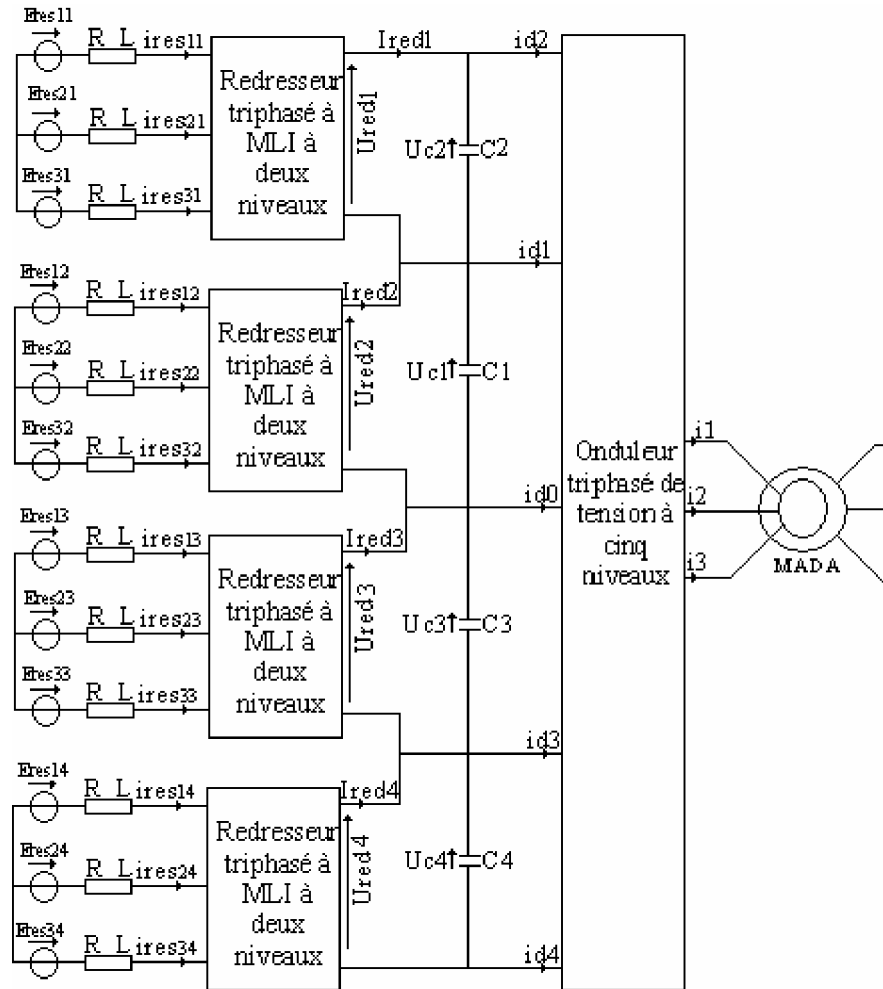 Eres11
R L ires11
Eres21
R L ires21
Eres31
R L ires31
Redresseur
triphasé à
MLI à
deux
niveaux
Ired1
Ured1
id2
Uc2 C2
id1
Eres12
R L ires12
Eres22
R L ires22
Eres32
R L ires32
Redresseur
triphasé à
MLI à
deux
niveaux
Ired2
Ured2
Uc1 C1
id0
Eres13
R L ires13
Eres23
R L ires23
Eres33
R L ires33
Redresseur
triphasé à
MLI à
deux
niveaux
Ired3
Ured3
Uc3 C3
id3
Eres14
R L ires14
Eres24
R L ires24
Eres34
R L ires34
Redresseur
triphasé à
MLI à
deux
niveaux
Ired4
Ured4
Uc4 C4
id4
Onduleur
triphasé de
tension à
cinq
niveaux
i1
i2
i3
MADA